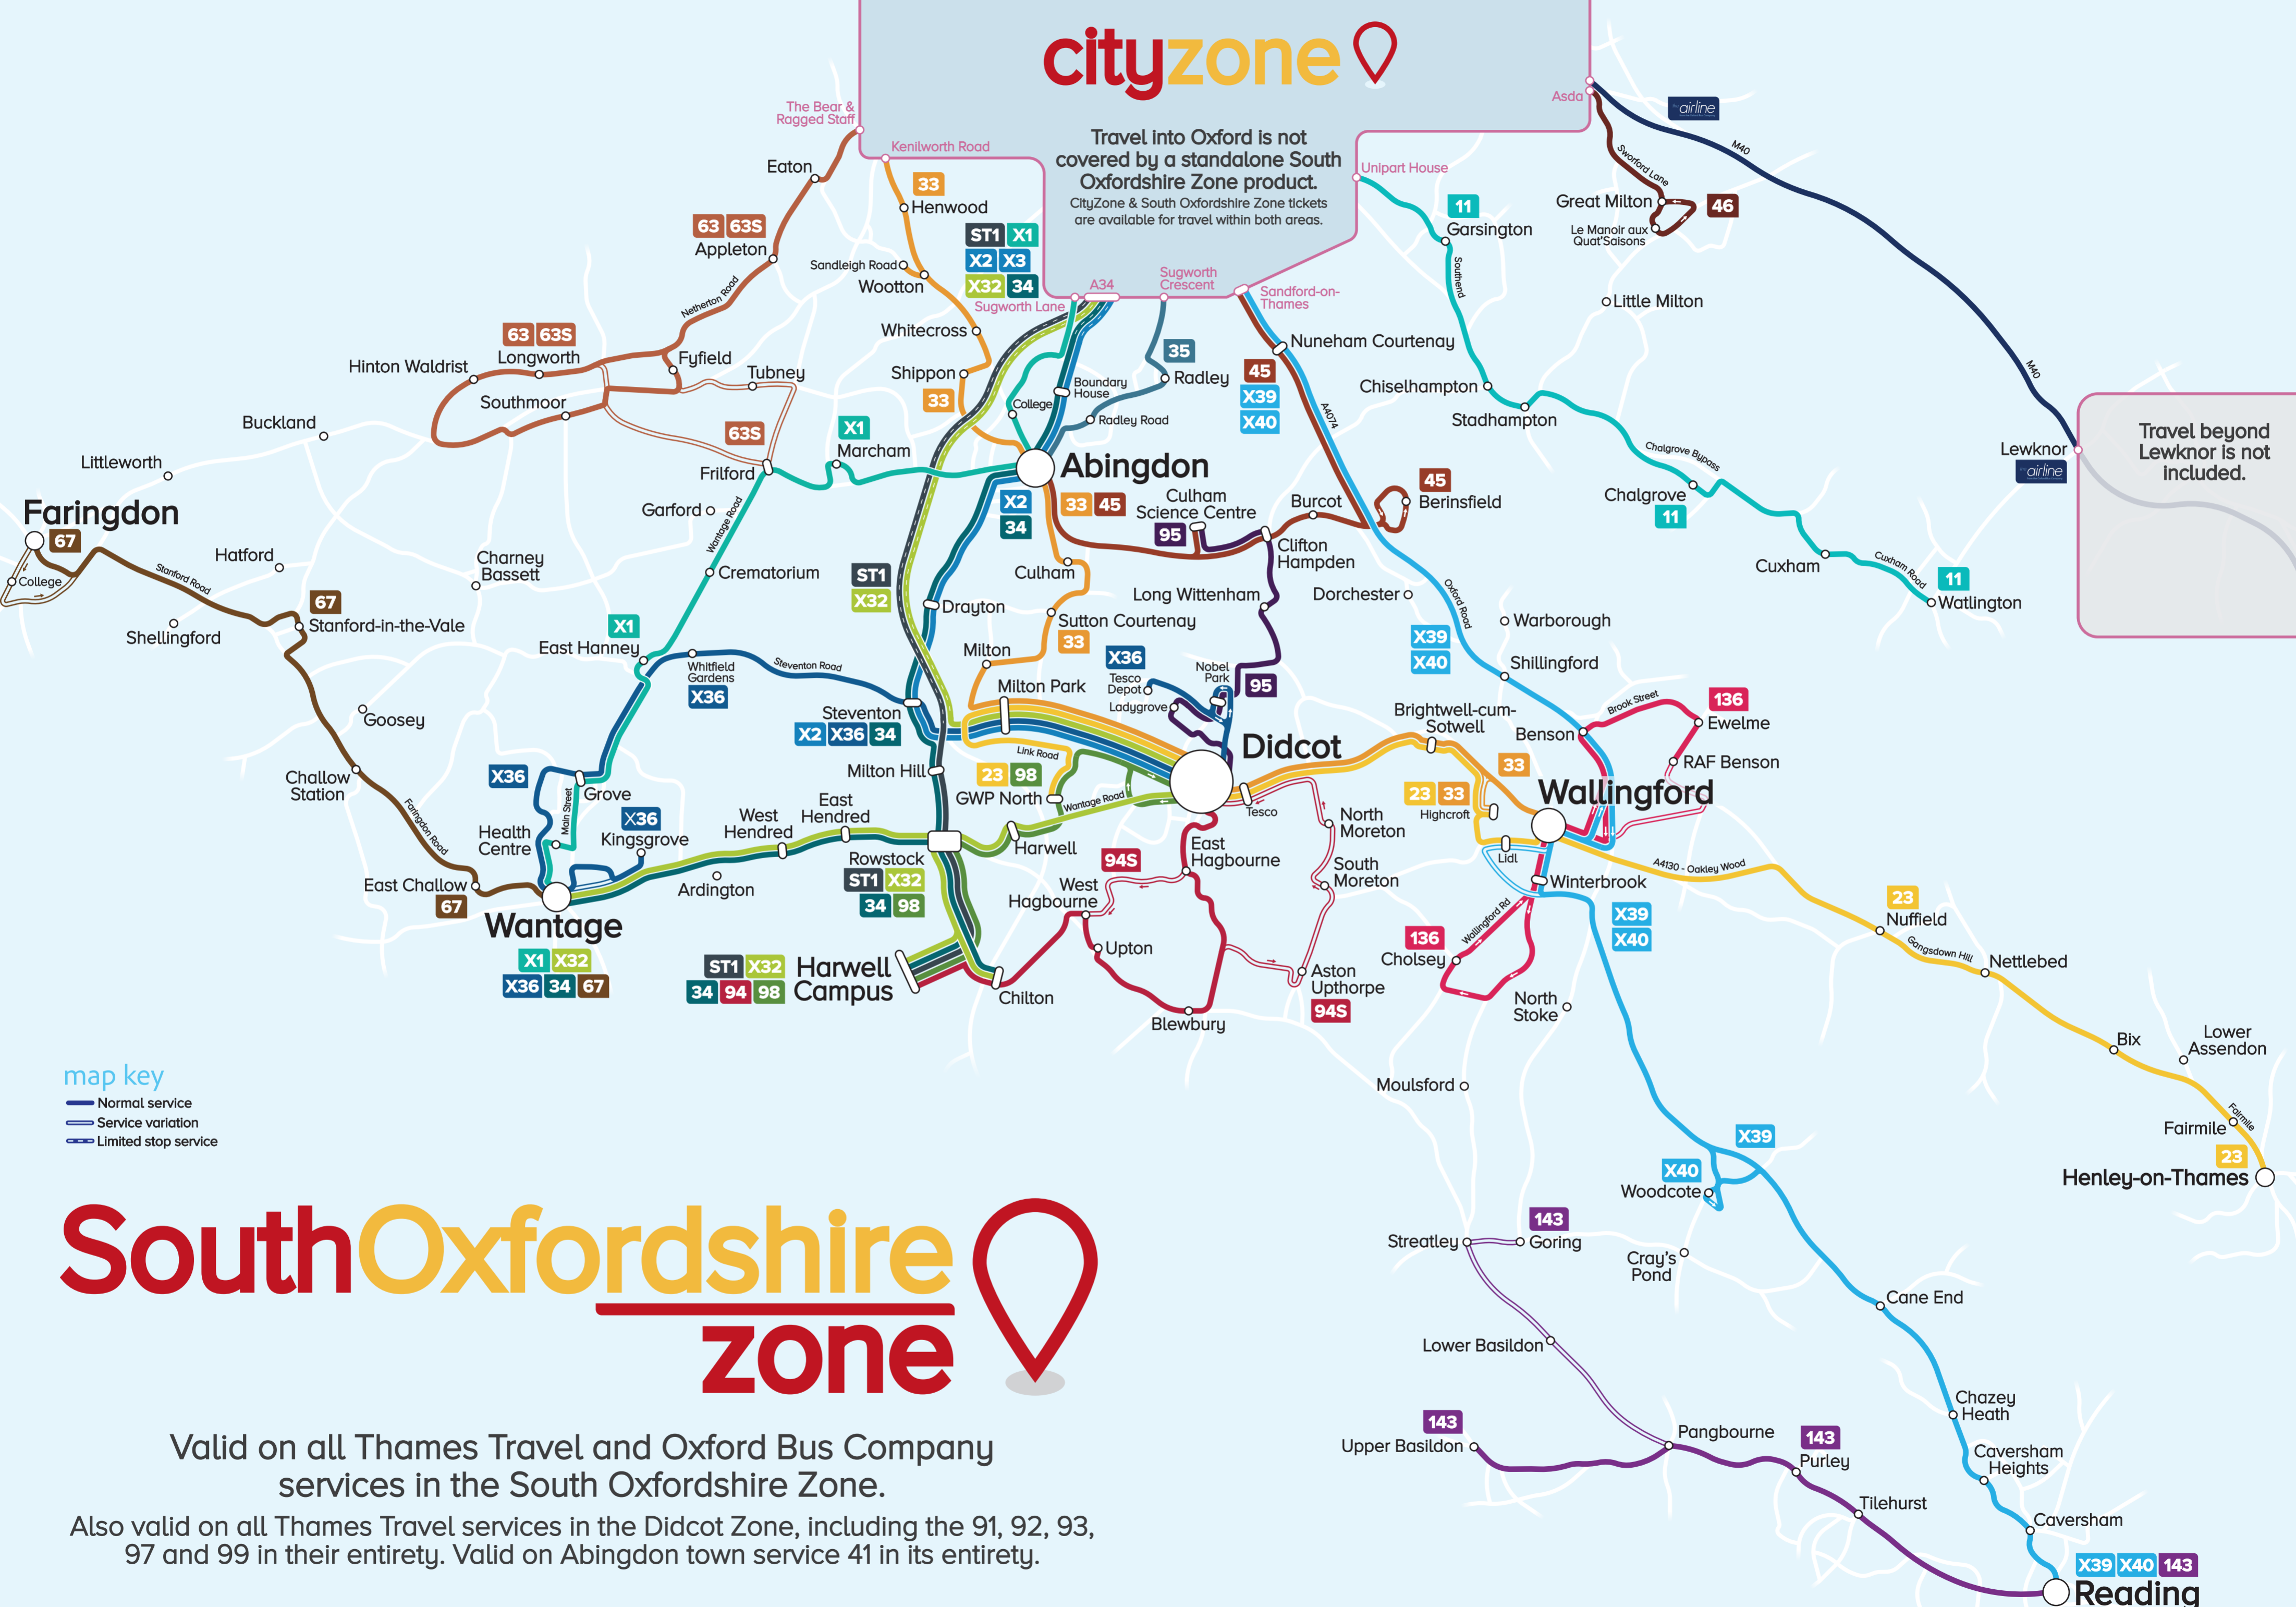 cityzone
Travel into Oxford is not
covered by a standalone South
Oxfordshire Zone product.
CityZone & South Oxfordshire Zone tickets
are available for travel within both areas.
The Bear &
Ragged Staff
Kenilworth Road
Eaton
33
Henwood
63 63S
Appleton
Netherton Road
Sandleigh Road
Wootton
ST1 X1
X2 X3
X32 34
Sugworth Lane
A34
Sugworth
Crescent
Sandford-on-
Thames
Unipart House
Asda
airline
M40
Sworford Lane
Great Milton
46
Le Manoir aux
Quat'Saisons
11
Garsington
Southend
Little Milton
Whitecross
Shippon
33
63 63S
Longworth
Hinton Waldrist
Southmoor
Fyfield
Tubney
63S
Frilford
X1
Marcham
Boundary
House
College
35
Radley
Radley Road
Nuneham Courtenay
45
X39
X40
A4074
Chiselhampton
Stadhampton
Chalgrove Bypass
Chalgrove
11
M40
Lewknor
airline
Travel beyond
Lewknor is not
included.
Buckland
Littleworth
Faringdon
67
College
Stanford Road
Hatford
Shellingford
67
Stanford-in-the-Vale
Charney
Bassett
Garford
Wantage Road
Crematorium
Abingdon
X2
34
33 45
Culham
Science Centre
95
Burcot
45
Berinsfield
Clifton
Hampden
Culham
ST1
X32
Drayton
Long Wittenham
Sutton Courtenay
33
Dorchester
Oxford Road
Warborough
X39
X40
Shillingford
Cuxham
Cuxham Road
11
Watlington
X1
East Hanney
Whitfield
Gardens
X36
Steventon Road
Milton
Milton Park
X36
Tesco
Depot
Ladygrove
Nobel
Park
95
Steventon
X2 X36 34
Goosey
Challow
Station
Faringdon Road
Milton Hill
Link Road
23 98
GWP North
Wantage Road
Didcot
Tesco
Brightwell-cum-
Sotwell
33
23 33
Highcroft
Benson
Brook Street
136
Ewelme
RAF Benson
Wallingford
Lidl
A4130 - Oakley Wood
Winterbrook
X36
Grove
Main Street
Health
Centre
X36
Kingsgrove
West
Hendred
East
Hendred
Ardington
Rowstock
ST1 X32
34 98
Harwell
East
Hagbourne
94S
West
Hagbourne
North
Moreton
South
Moreton
East Challow
67
Wantage
X1 X32
X36 34 67
ST1 X32
34 94 98
Harwell
Campus
Chilton
Upton
Blewbury
Aston
Upthorpe
94S
136
Cholsey
Wallingford Rd
X39
X40
North
Stoke
23
Nuffield
Gangsdown Hill
Nettlebed
Bix
Lower
Assendon
Fairmile
Fairmile
23
Henley-on-Thames
Moulsford
X39
X40
Woodcote
143
Streatley
Goring
Cray's
Pond
Cane End
Lower Basildon
Chazey
Heath
143
Upper Basildon
Pangbourne
143
Purley
Caversham
Heights
Tilehurst
Caversham
X39 X40 143
Reading
map key
Normal service
Service variation
Limited stop service
SouthOxfordshire
zone
Valid on all Thames Travel and Oxford Bus Company
services in the South Oxfordshire Zone.
Also valid on all Thames Travel services in the Didcot Zone, including the 91, 92, 93,
97 and 99 in their entirety. Valid on Abingdon town service 41 in its entirety.